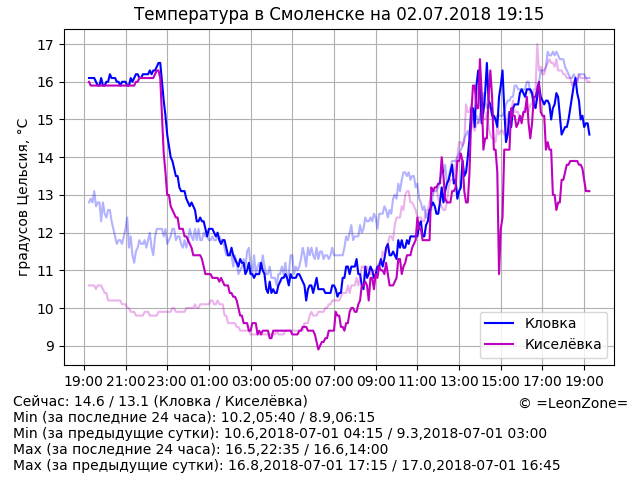 Температура в Смоленске на 02.07.2018 19:15
градусов Цельсия, °C
17
16
15
14
13
12
11
10
9
19:00 21:00 23:00 01:00 03:00 05:00 07:00 09:00 11:00 13:00 15:00 17:00 19:00
Кловка
Киселёвка
Сейчас: 14.6 / 13.1 (Кловка / Киселёвка)
© =LeonZone=
Min (за последние 24 часа): 10.2,05:40 / 8.9,06:15
Min (за предыдущие сутки): 10.6,2018-07-01 04:15 / 9.3,2018-07-01 03:00
Max (за последние 24 часа): 16.5,22:35 / 16.6,14:00
Max (за предыдущие сутки): 16.8,2018-07-01 17:15 / 17.0,2018-07-01 16:45